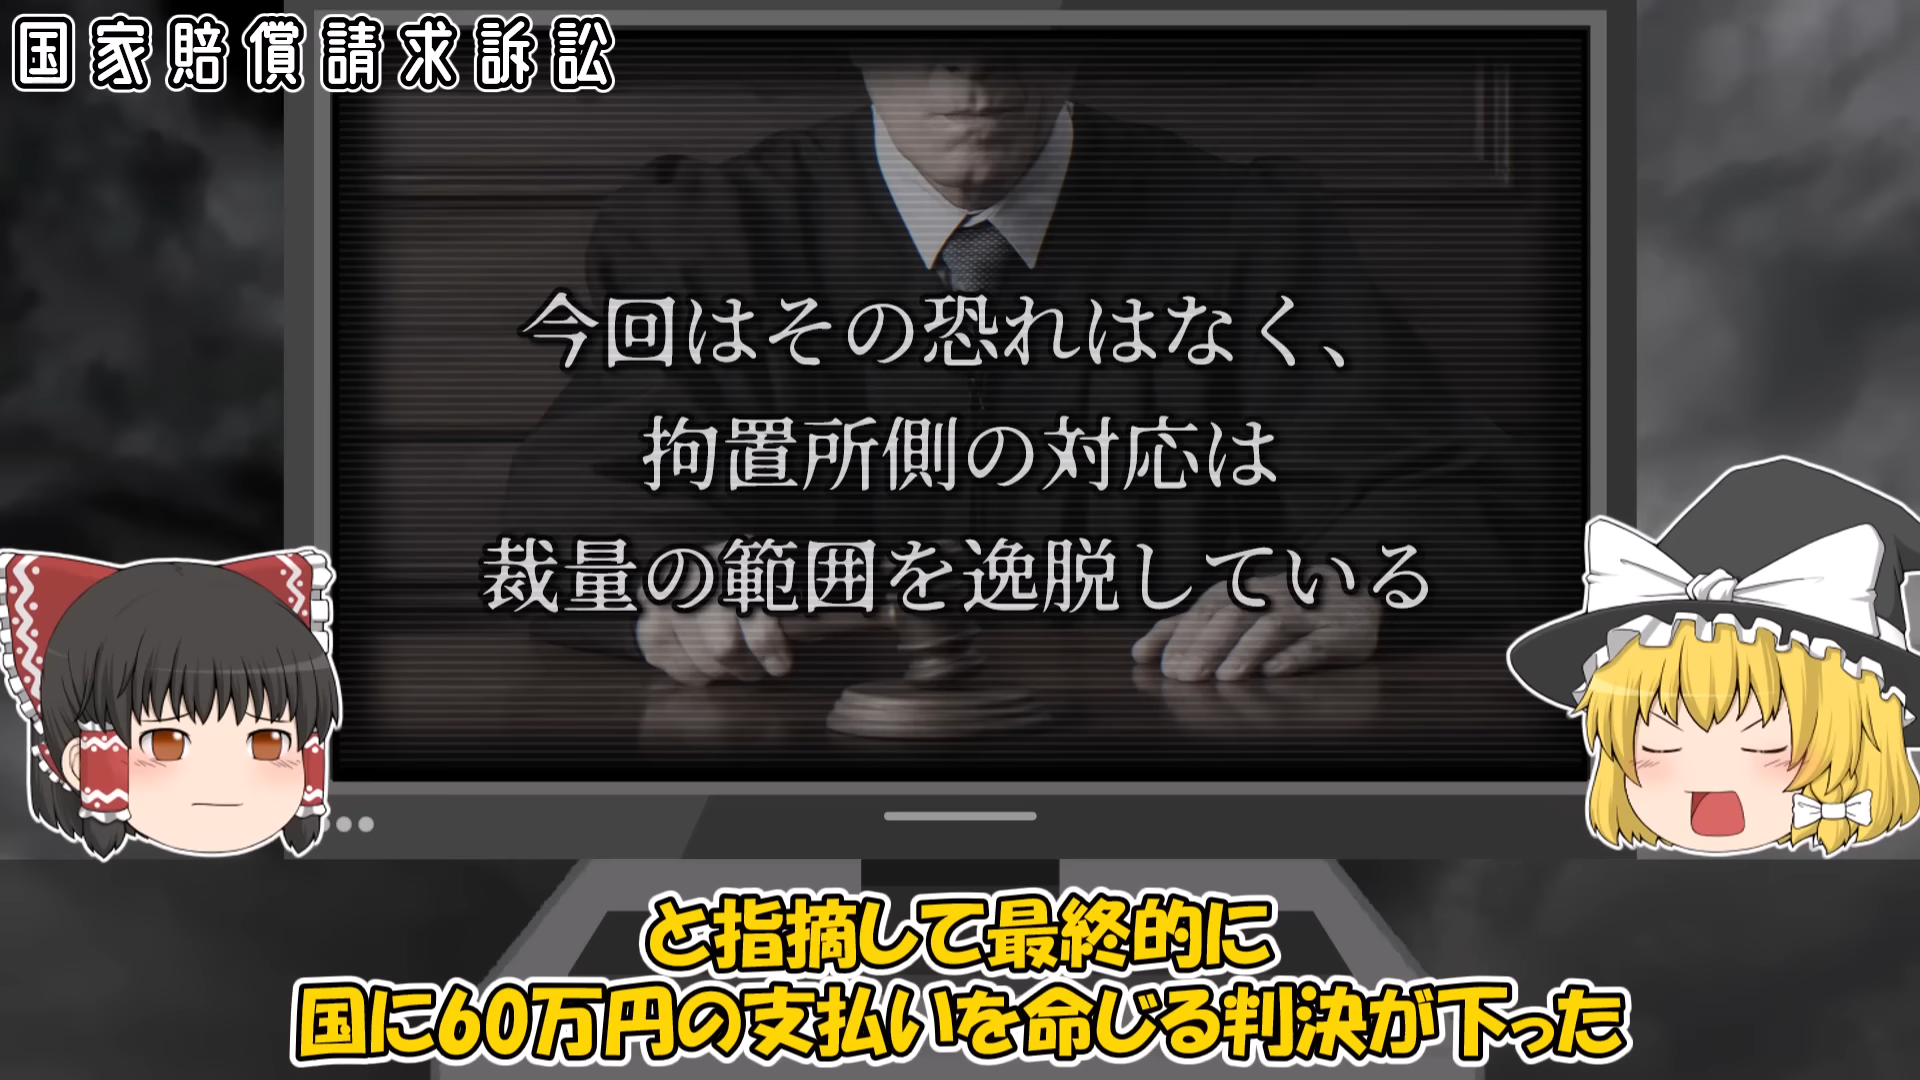 国家賠償請求訴訟
今回はその恐れはなく、
拘置所側の対応は
裁量の範囲を逸脱している
と指摘して最終的に
国に60万円の支払いを命じる判決が下った